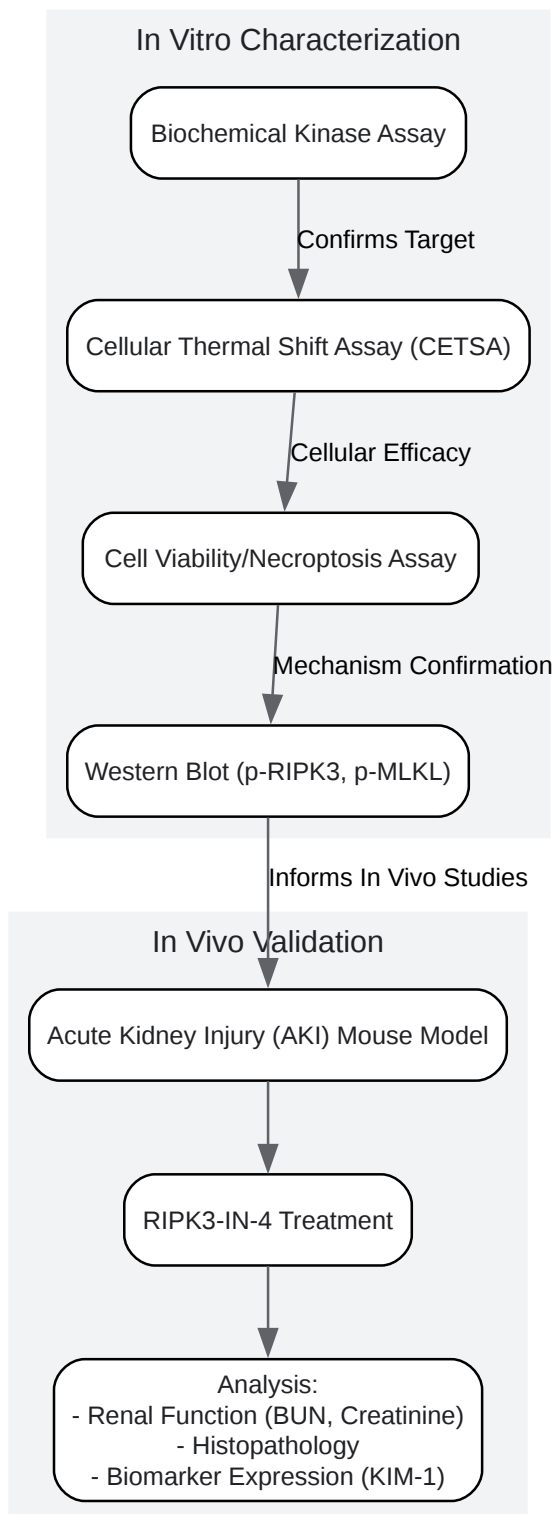 In Vitro Characterization
Biochemical Kinase Assay
Confirms Target
Cellular Thermal Shift Assay (CETSA)
Cellular Efficacy
Cell Viability/Necroptosis Assay
Mechanism Confirmation
Western Blot (p-RIPK3, p-MLKL)
Informs In Vivo Studies
In Vivo Validation
Acute Kidney Injury (AKI) Mouse Model
RIPK3-IN-4 Treatment
Analysis:
- Renal Function (BUN, Creatinine)
- Histopathology
- Biomarker Expression (KIM-1)